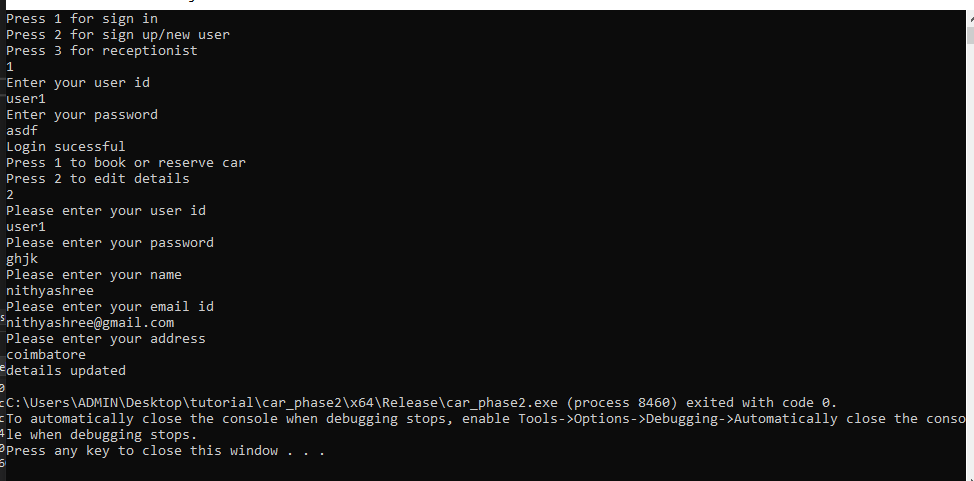 Press 1 for sign in
Press 2 for sign up/new user
Press 3 for receptionist
1
Enter your user id
user1
Enter your password
asdf
Login sucessful
Press 1 to book or reserve car
Press 2 to edit details
2
Please enter your user id
user1
Please enter your password
ghjk
Please enter your name
nithyashree
Please enter your email id
nithyashree@gmail.com
Please enter your address
coimbatore
details updated
C:\Users\ADMIN\Desktop\tutorial\car_phase2\x64\Release\car_phase2.exe (process 8460) exited with code 0.
To automatically close the console when debugging stops, enable Tools->Options->Debugging->Automatically close the conso
le when debugging stops.
Press any key to close this window . . .